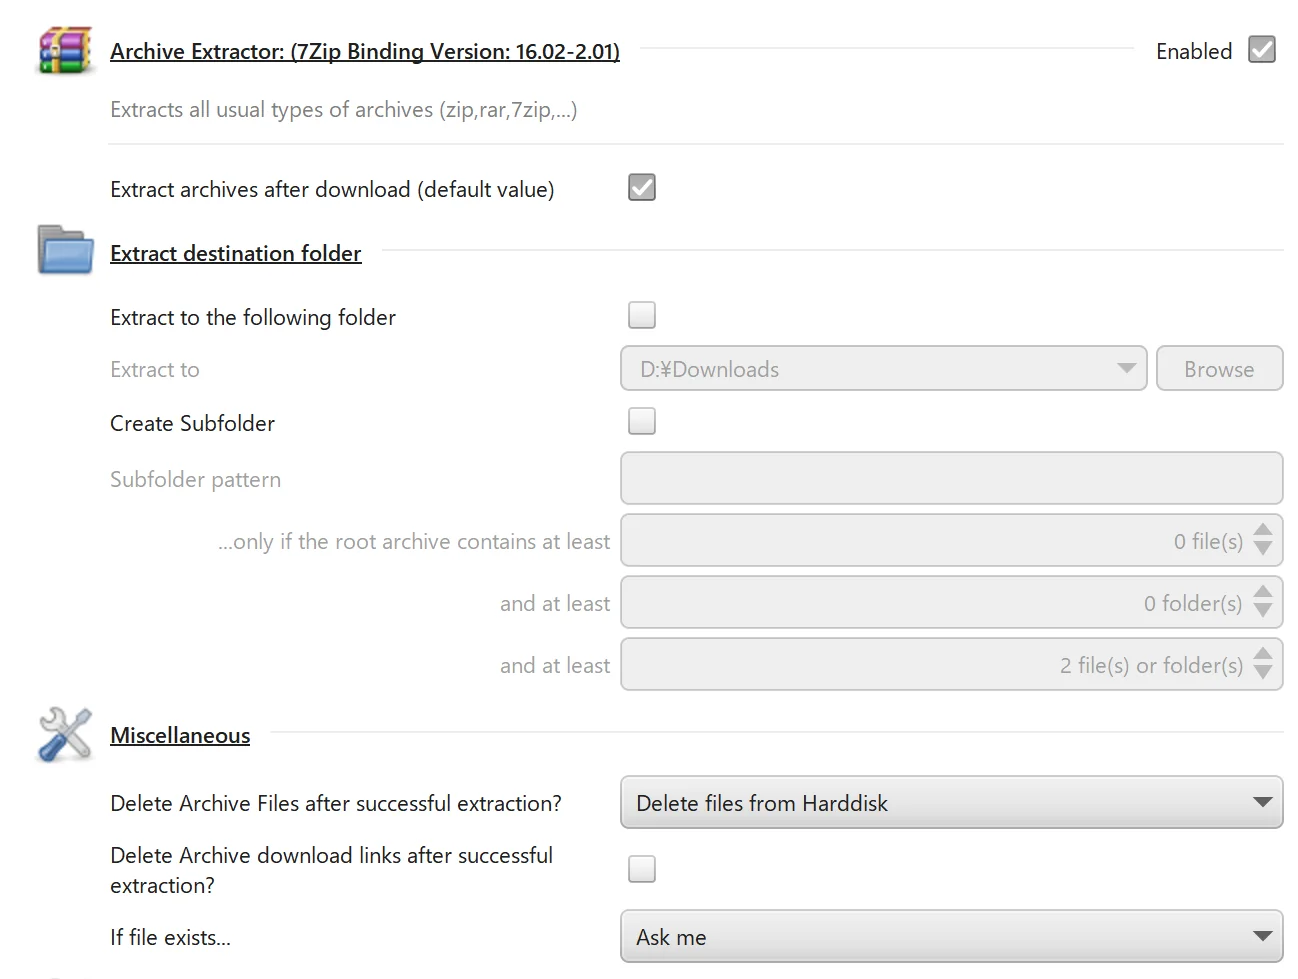 Archive Extractor: (7Zip Binding Version: 16.02-2.01)
Enabled
Extracts all usual types of archives (zip,rar,7zip,...)
Extract archives after download (default value)
Extract destination folder
Extract to the following folder
Extract to
D:¥Downloads
Browse
Create Subfolder
Subfolder pattern
...only if the root archive contains at least
0 file(s)
and at least
0 folder(s)
and at least
2 file(s) or folder(s)
Miscellaneous
Delete Archive Files after successful extraction?
Delete files from Harddisk
Delete Archive download links after successful
extraction?
If file exists...
Ask me